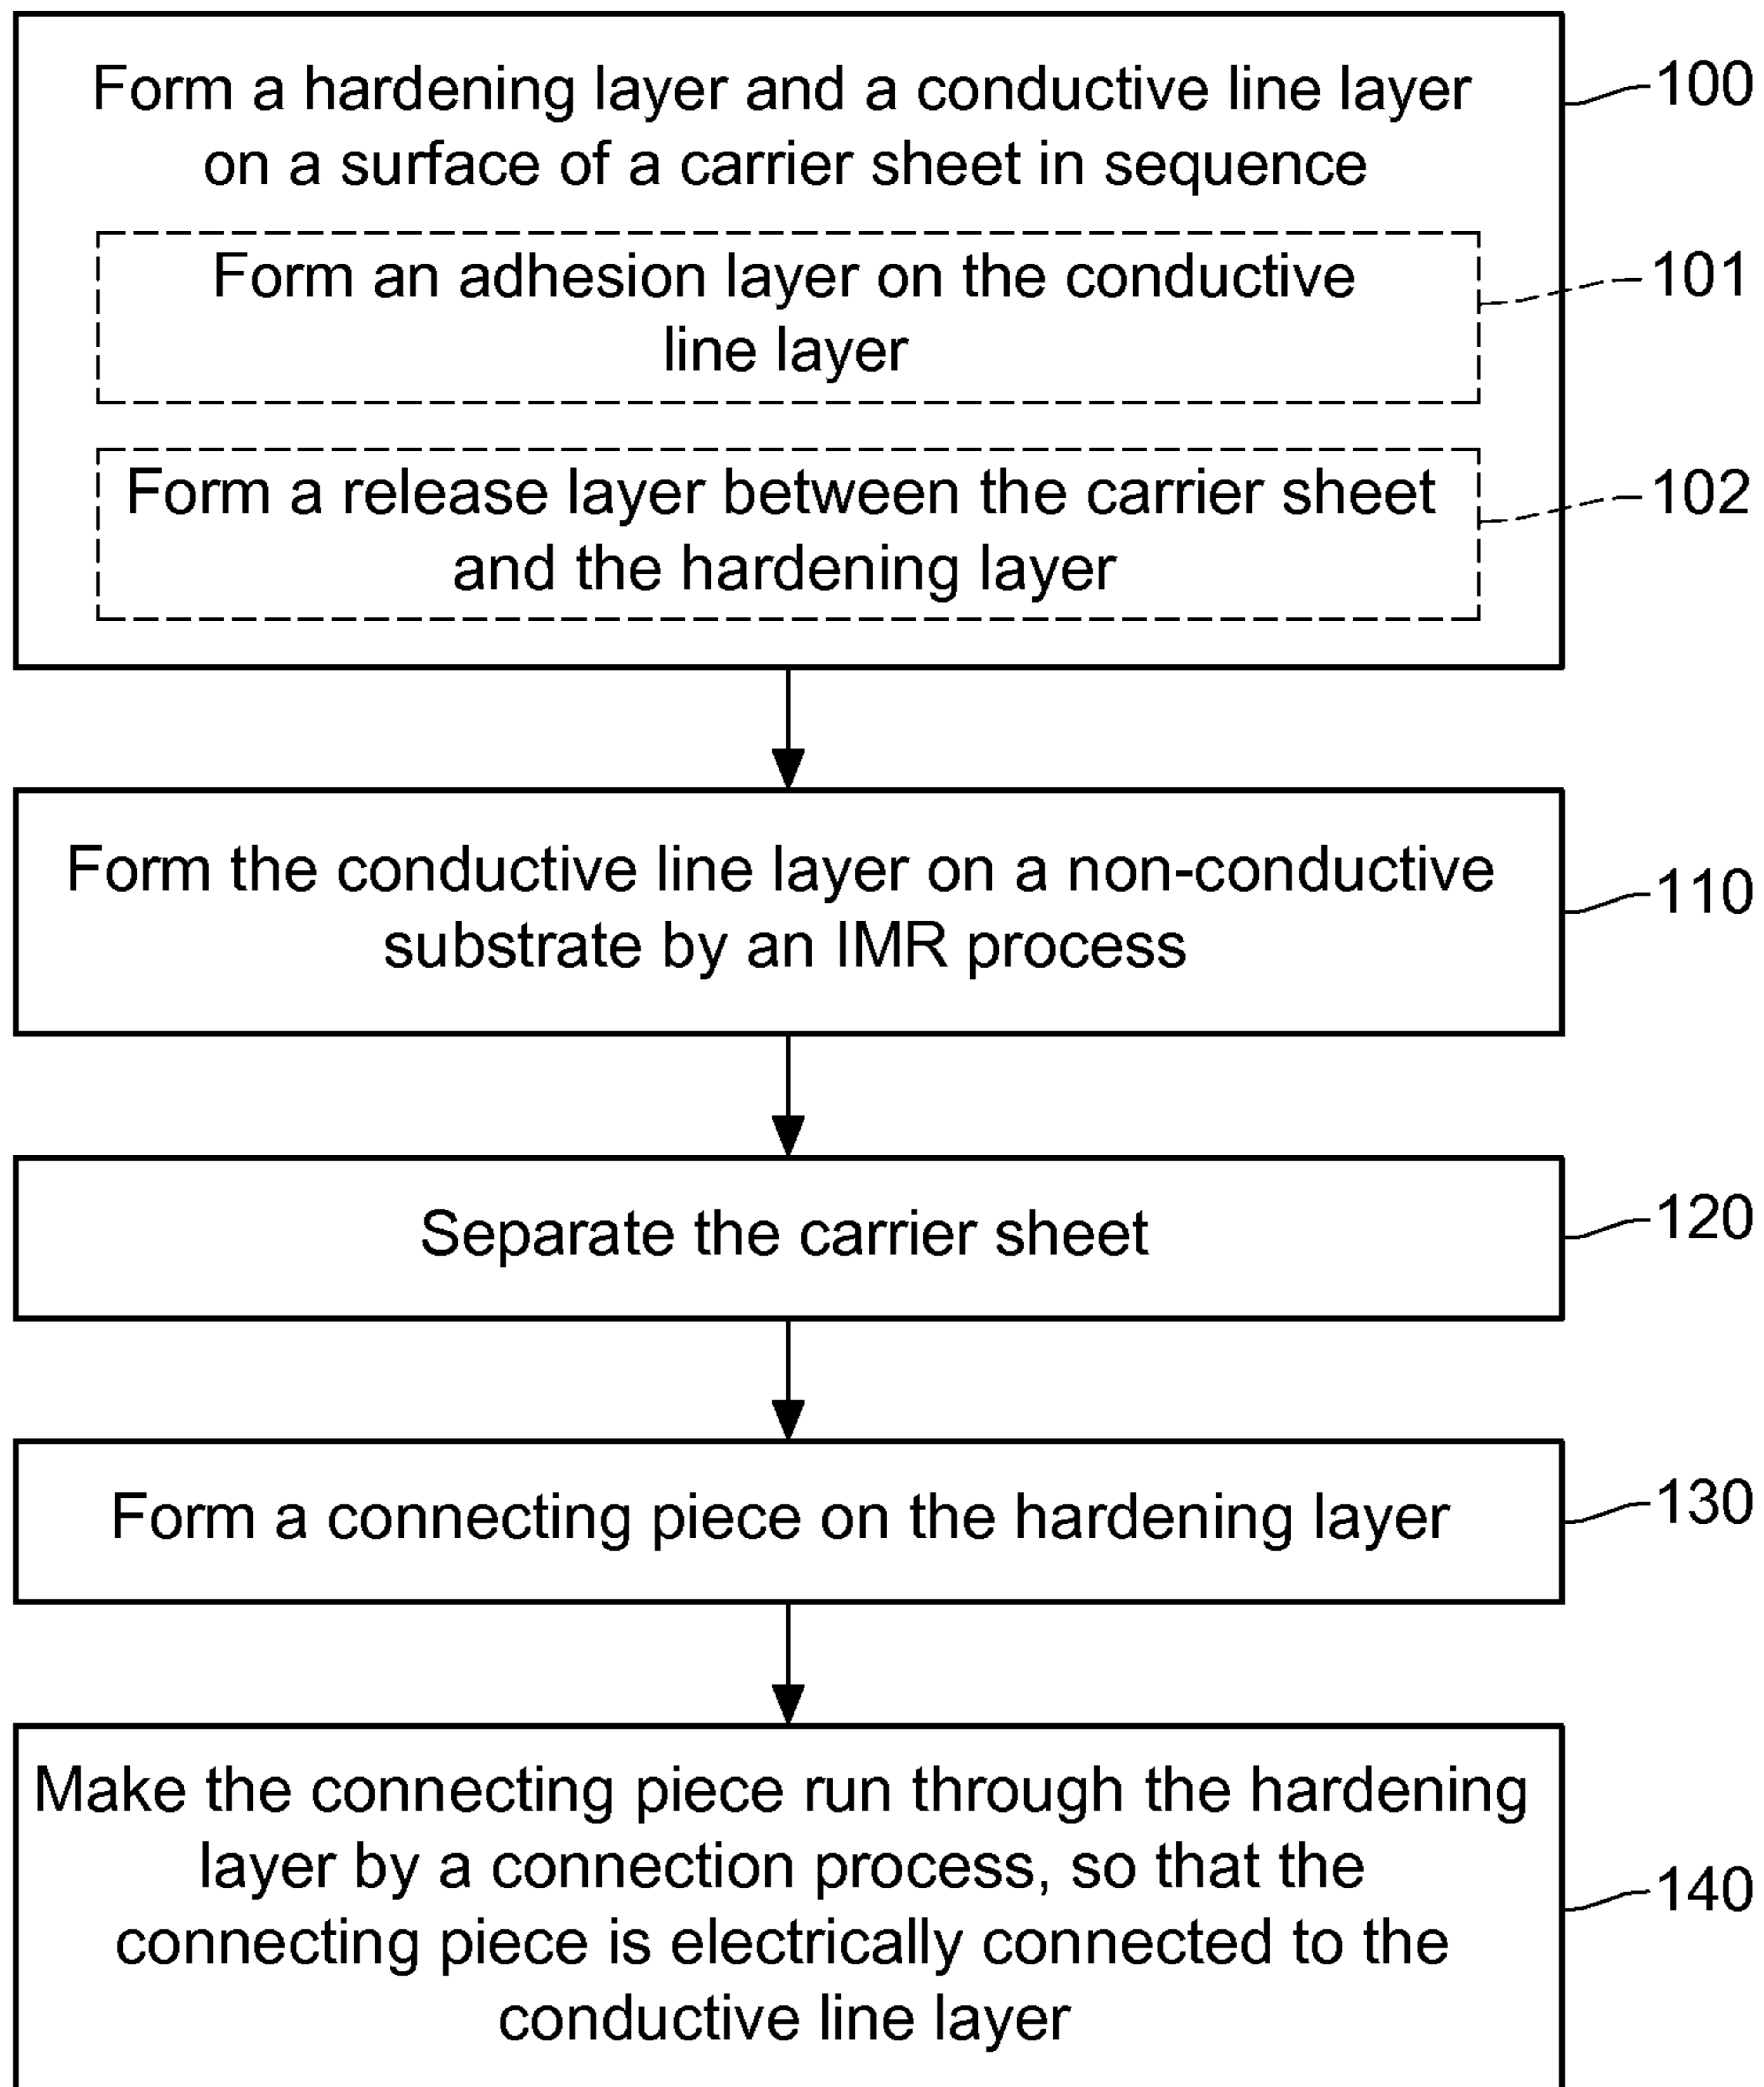 Form a hardening layer and a conductive line layer
on a surface of a carrier sheet in sequence
100
Form an adhesion layer on the conductive
line layer
101
Form a release layer between the carrier sheet
and the hardening layer
102
Form the conductive line layer on a non-conductive
substrate by an IMR process
110
Separate the carrier sheet
120
Form a connecting piece on the hardening layer
130
Make the connecting piece run through the hardening
layer by a connection process, so that the
connecting piece is electrically connected to the
conductive line layer
140